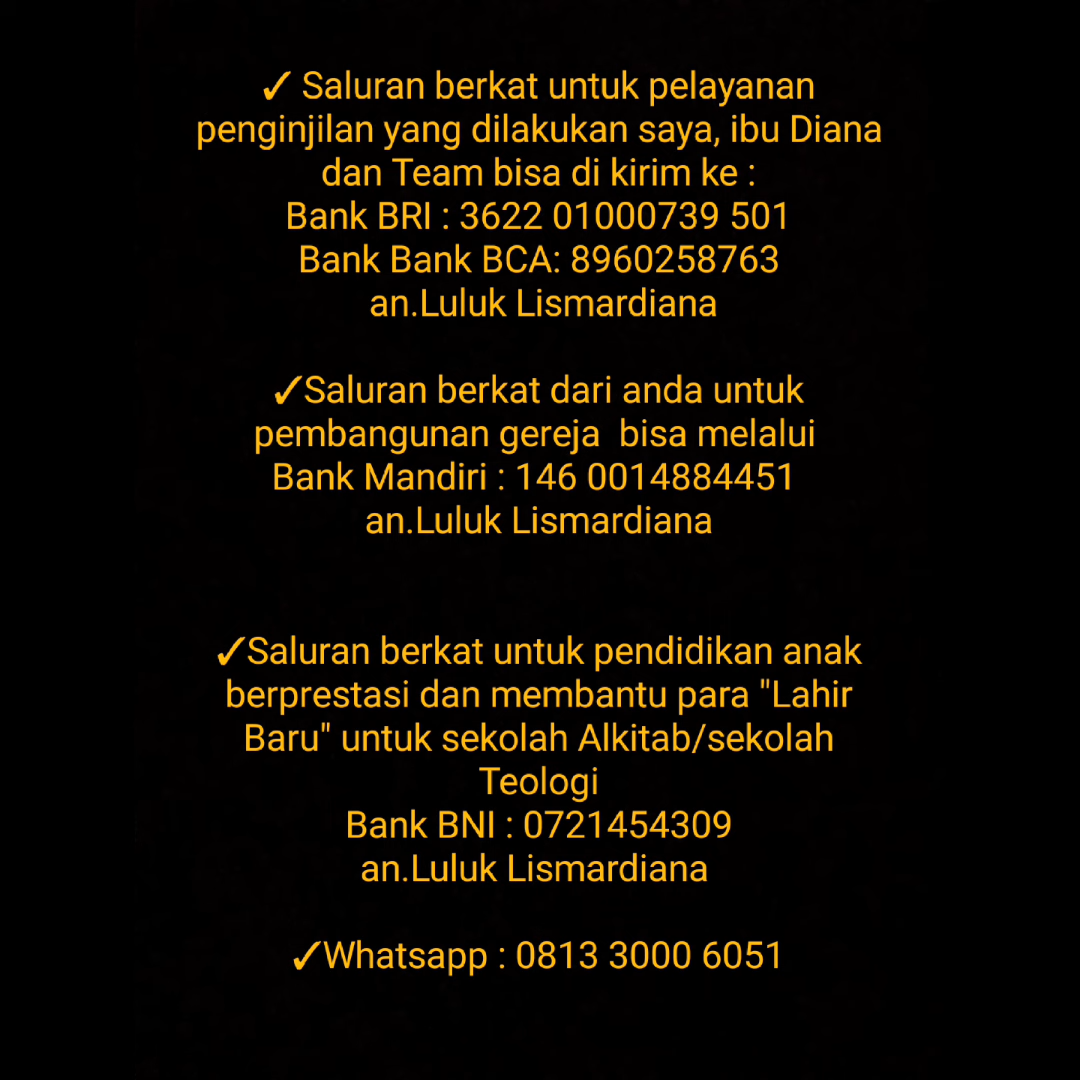 ✓ Saluran berkat untuk pelayanan
penginjilan yang dilakukan saya, ibu Diana
dan Team bisa di kirim ke :
Bank BRI : 3622 01000739 501
Bank Bank BCA: 8960258763
an.Luluk Lismardiana
✓Saluran berkat dari anda untuk
pembangunan gereja  bisa melalui
Bank Mandiri : 146 0014884451
an.Luluk Lismardiana
✓Saluran berkat untuk pendidikan anak
berprestasi dan membantu para "Lahir
Baru" untuk sekolah Alkitab/sekolah
Teologi
Bank BNI : 0721454309
an.Luluk Lismardiana
✓Whatsapp : 0813 3000 6051